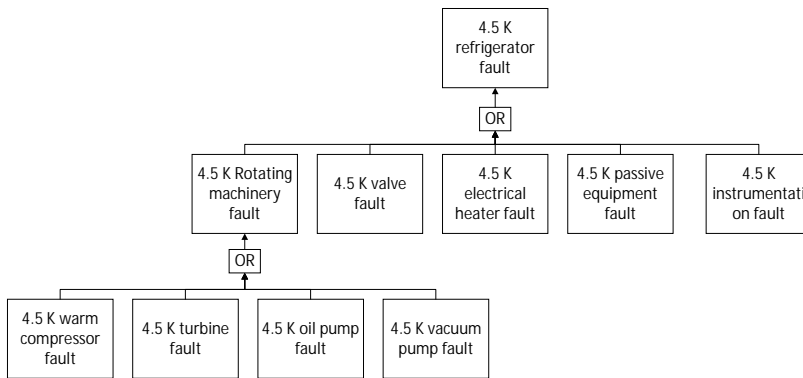 4.5 K
refrigerator
fault
OR
4.5 K Rotating
machinery
fault
4.5 K valve
fault
4.5 K
electrical
heater fault
4.5 K passive
equipment
fault
4.5 K
instrumentati
on fault
OR
4.5 K warm
compressor
fault
4.5 K turbine
fault
4.5 K oil pump
fault
4.5 K vacuum
pump fault